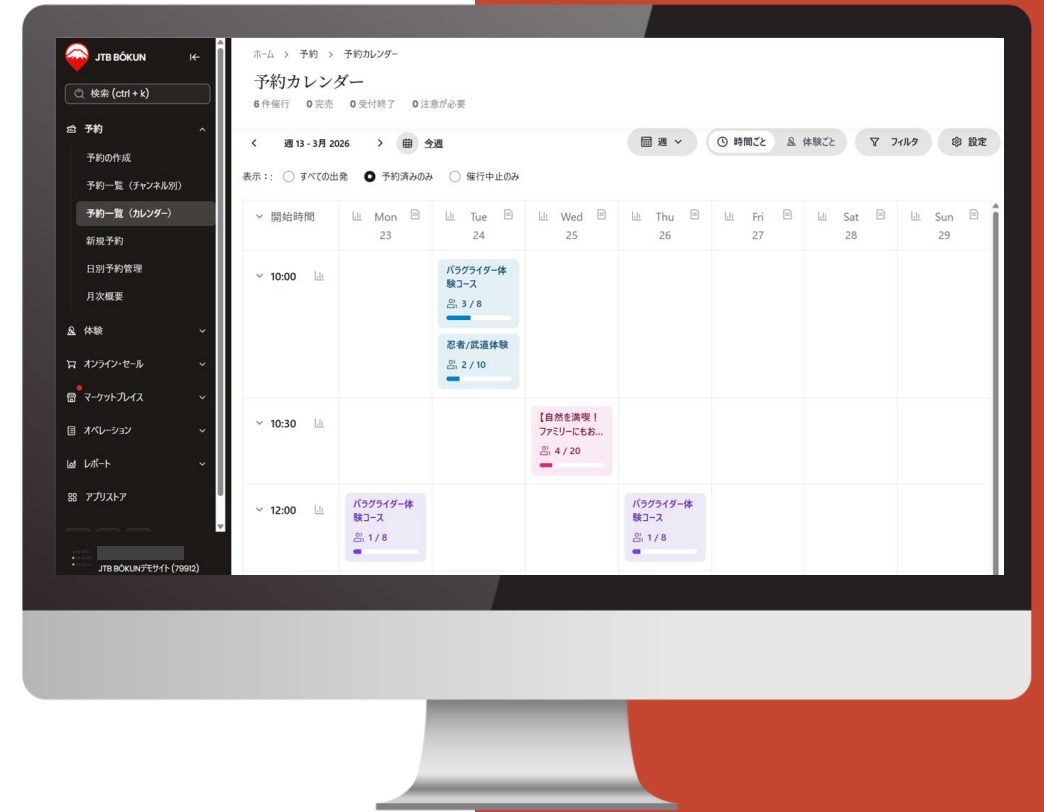 JTB BÓKUN
検索 (ctrl + k)
予約
予約の作成
予約一覧（チャンネル別）
予約一覧（カレンダー）
新規予約
日別予約管理
月次概要
体験
オンライン・セール
マーケットプレイス
オペレーション
レポート
アプリストア
JTB BÓKUNデモサイト (79912)
ホーム > 予約 > 予約カレンダー
予約カレンダー
6 件催行 0 完売 0 受付終了 0 注意が必要
週 13 - 3月 2026 今週 週 時間ごと 体験ごと フィルタ 設定
表示：: すべての出発 予約済みのみ 催行中止のみ
開始時間 Mon Tue Wed Thu Fri Sat Sun
23 24 25 26 27 28 29
10:00
パラグライダー体
験コース
3 / 8
忍者/武道体験
2 / 10
10:30
【自然を満喫！
ファミリーにもお...
4 / 20
12:00
パラグライダー体
験コース
1 / 8
パラグライダー体
験コース
1 / 8